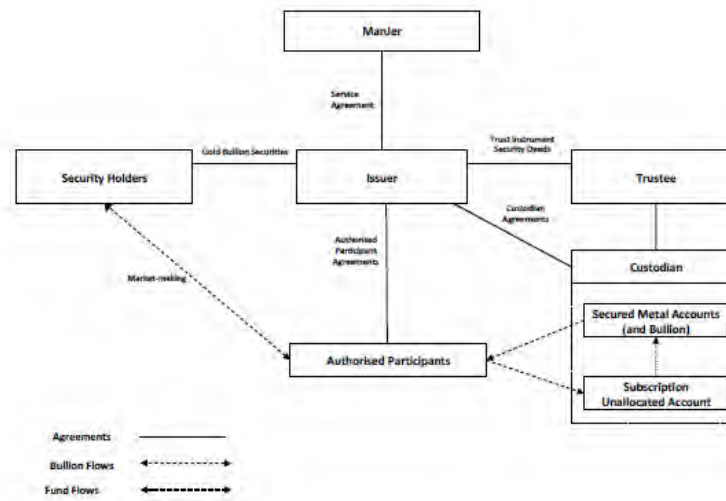 ManJer
Service
Agreement
Gold Bullion Securities
Trust Instrument
Security Deeds
Security Holders
Issuer
Trustee
Custodian
Agreements
Authorised
Participant
Agreements
Custodian
Market-making
Secured Metal Accounts
(and Bullion)
Authorised Participants
Subscription
Unallocated Account
Agreements
Bullion Flows
Fund Flows